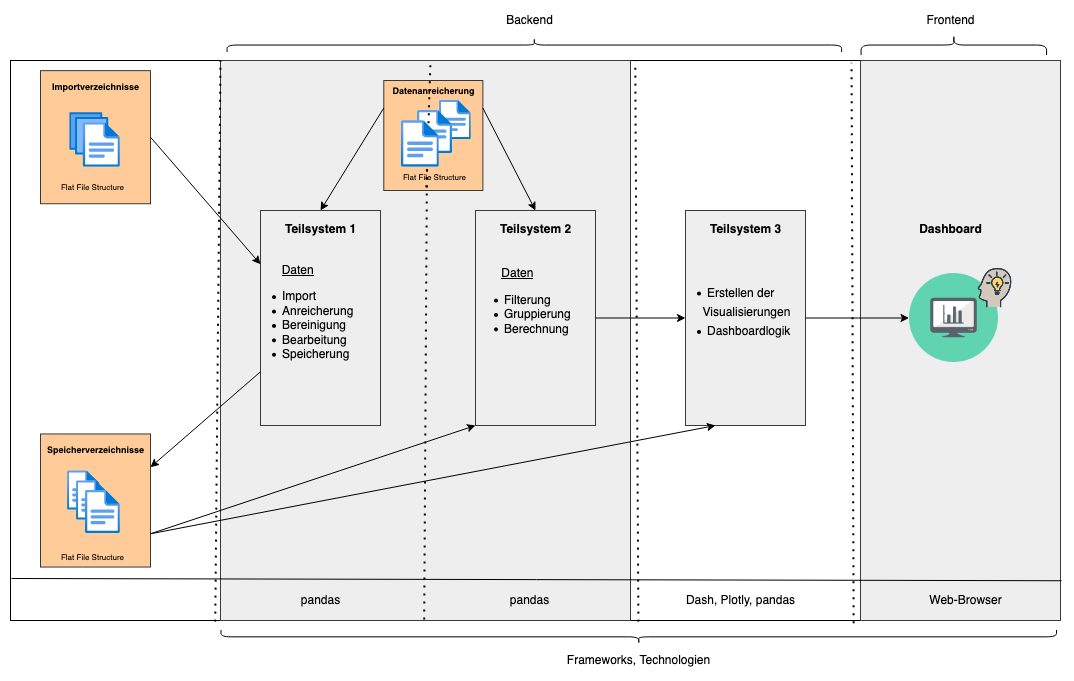 Backend
Frontend
Importverzeichnisse
Flat File Structure
Datenanreicherung
Flat File Structure
Teilsystem 1
Daten
• Import
• Anreicherung
• Bereinigung
• Bearbeitung
• Speicherung
Teilsystem 2
Daten
• Filterung
• Gruppierung
• Berechnung
Teilsystem 3
• Erstellen der
Visualisierungen
• Dashboardlogik
Dashboard
Speicherverzeichnisse
Flat File Structure
pandas
pandas
Dash, Plotly, pandas
Web-Browser
Frameworks, Technologien